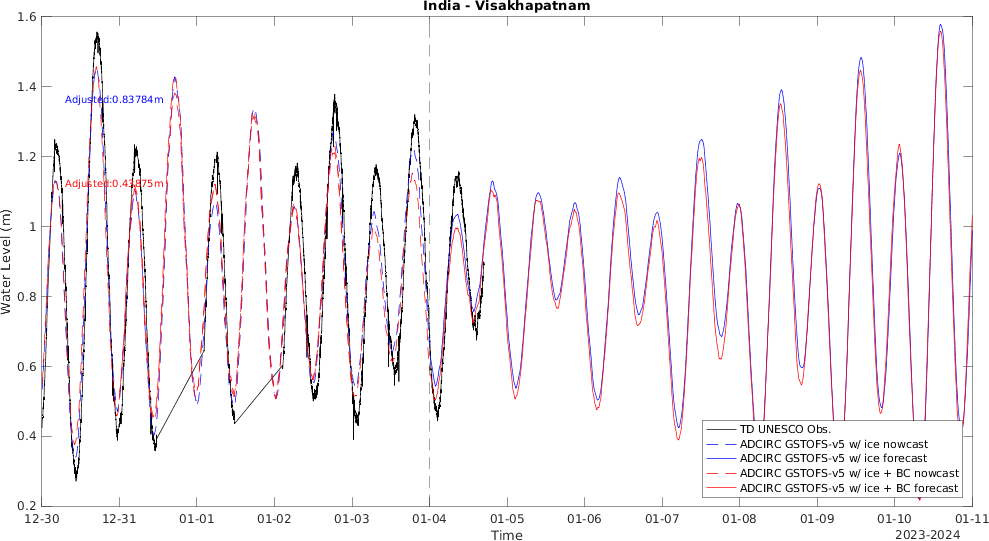 India - Visakhapatnam
Water Level (m)
1.6
1.4
1.2
1
0.8
0.6
0.4
0.2
Adjusted:0.83784m
Adjusted:0.43875m
TD UNESCO Obs.
ADCIRC GSTOFS-v5 w/ ice nowcast
ADCIRC GSTOFS-v5 w/ ice forecast
ADCIRC GSTOFS-v5 w/ ice + BC nowcast
ADCIRC GSTOFS-v5 w/ ice + BC forecast
12-30 12-31 01-01 01-02 01-03 01-04 01-05 01-06 01-07 01-08 01-09 01-10 01-11
Time
2023-2024